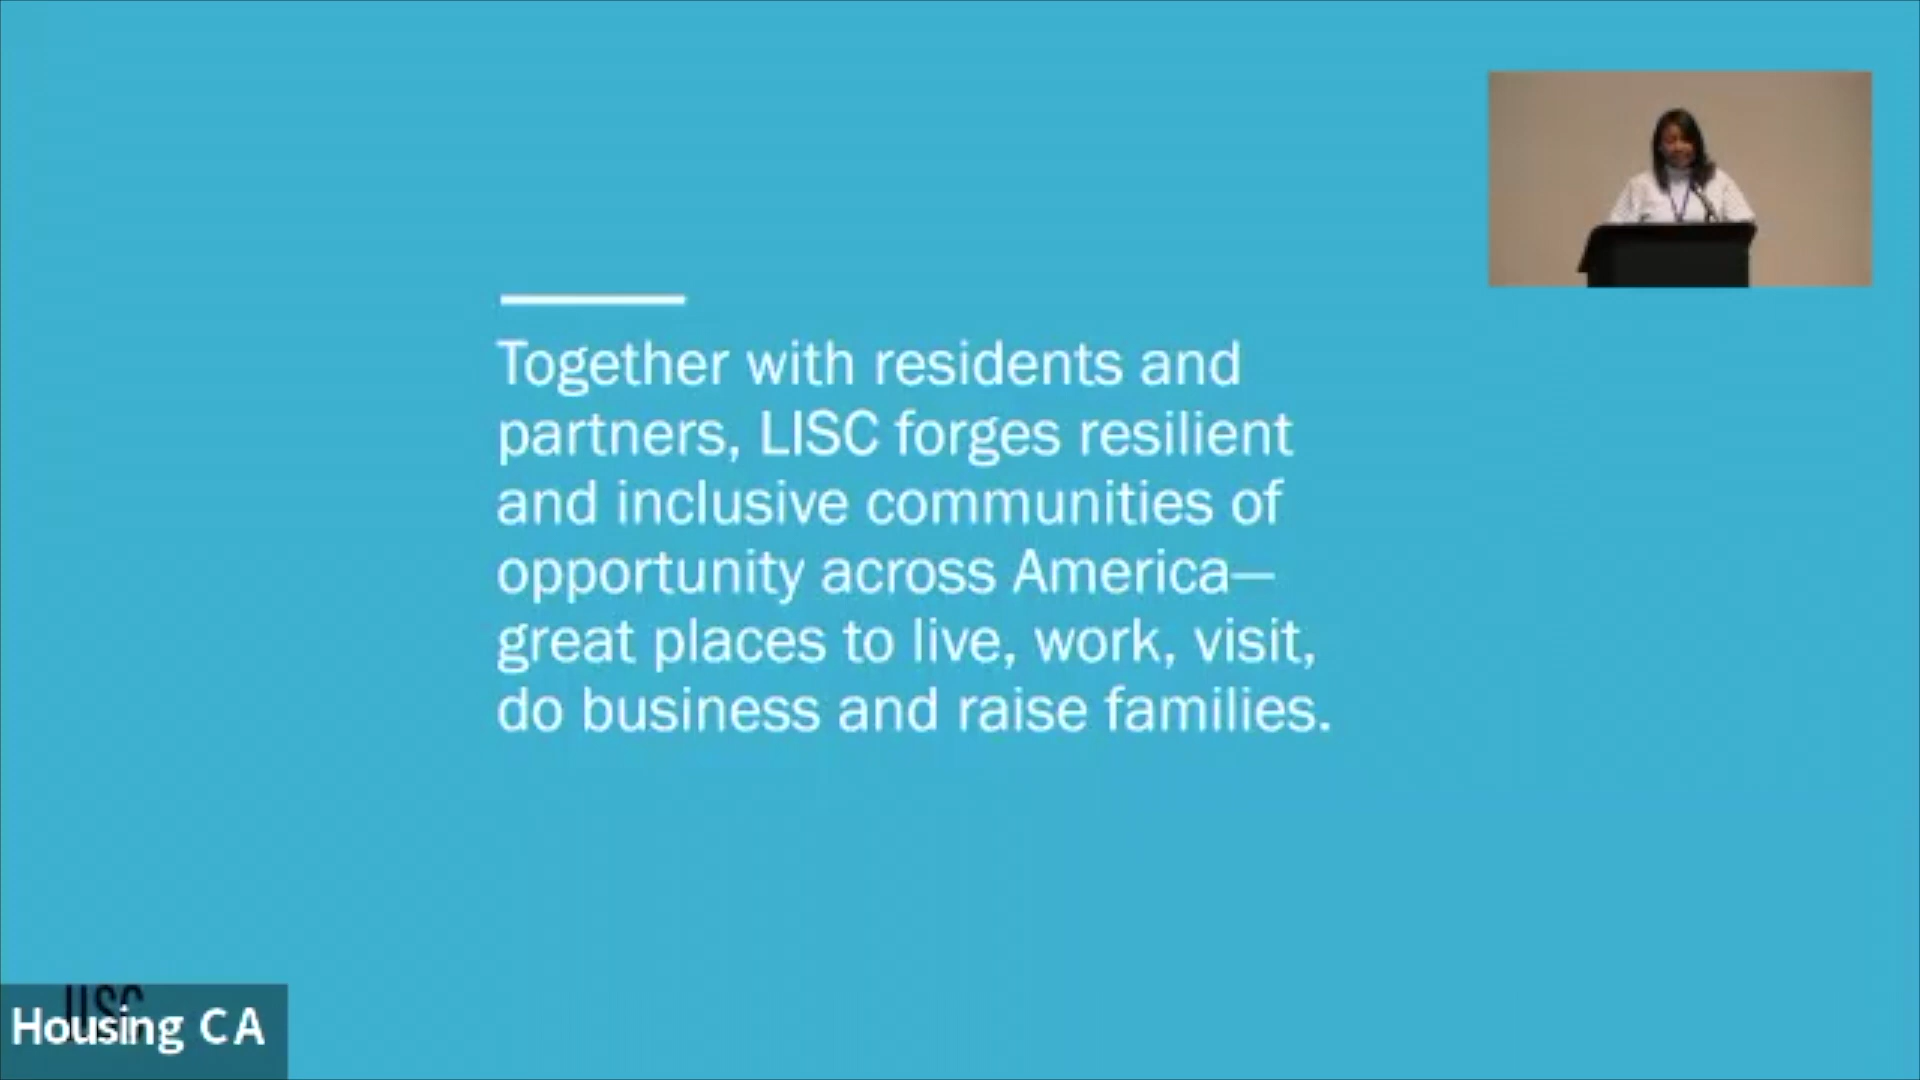 Together with residents and
partners, LISC forges resilient
and inclusive communities of
opportunity across America—
great places to live, work, visit,
do business and raise families.
LISC
Housing CA